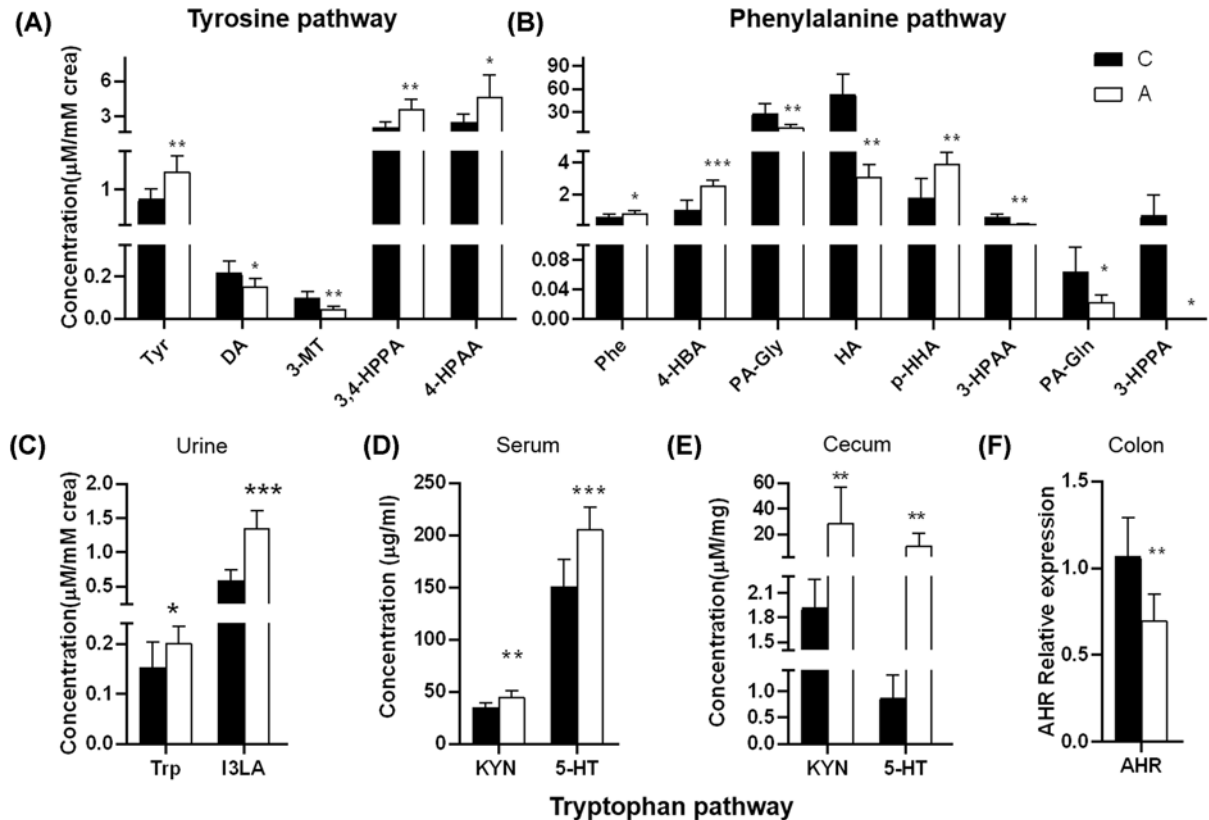 (A) Tyrosine pathway
Concentration(μM/mM crea)
6
3
1
0.2
0.0
** * ** ** *
Tyr DA 3-MT 3,4-HPPA 4-HPAA
(B) Phenylalanine pathway
C
A
90
60
30
4
2
0.08
0.04
0.00
* *** ** ** ** ** * *
Phe 4-HBA PA-Gly HA p-HHA 3-HPAA PA-Gln 3-HPPA
(C) Urine
Concentration(μM/mM crea)
2.0
1.5
1.0
0.5
0.2
0.1
0.0
* ***
Trp I3LA
(D) Serum
Concentration (μg/ml)
250
200
150
100
50
0
** ***
KYN 5-HT
(E) Cecum
Concentration(μM/mg)
60
40
20
2.1
1.8
1.5
1.0
0.5
0.0
** **
KYN 5-HT
(F) Colon
AHR Relative expression
1.5
1.0
0.5
0.0
**
AHR
Tryptophan pathway